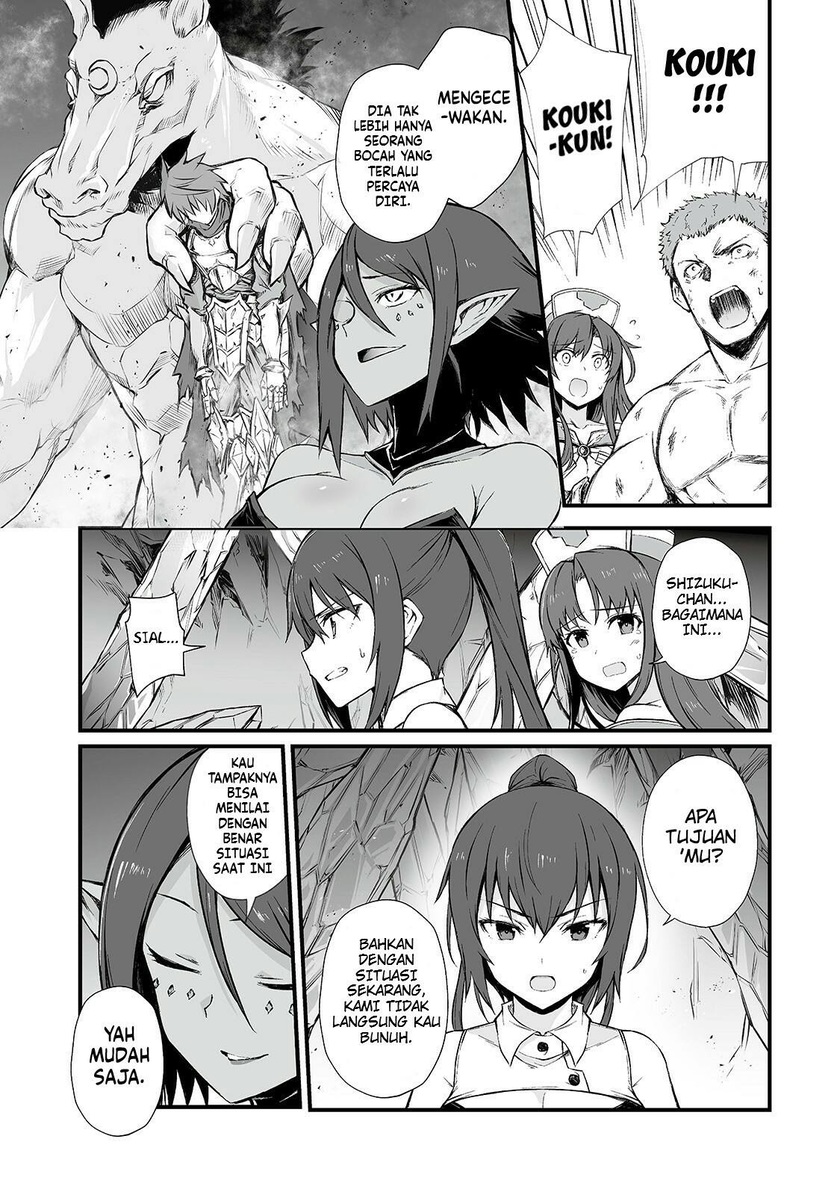 KOUKI
!!!
KOUKI
-KUN!
MENGECE
-WAKAN.
DIA TAK
LEBIH HANYA
SEORANG
BOCAH YANG
TERLALU
PERCAYA
DIRI.
SHIZUKU-
CHAN...
BAGAIMANA
INI...
SIAL...
APA
TUJUAN
'MU?
BAHKAN
DENGAN
SITUASI
SEKARANG,
KAMI TIDAK
LANGSUNG KAU
BUNUH.
KAU
TAMPAKNYA
BISA
MENILAI
DENGAN
BENAR
SITUASI
SAAT INI
YAH
MUDAH
SAJA.